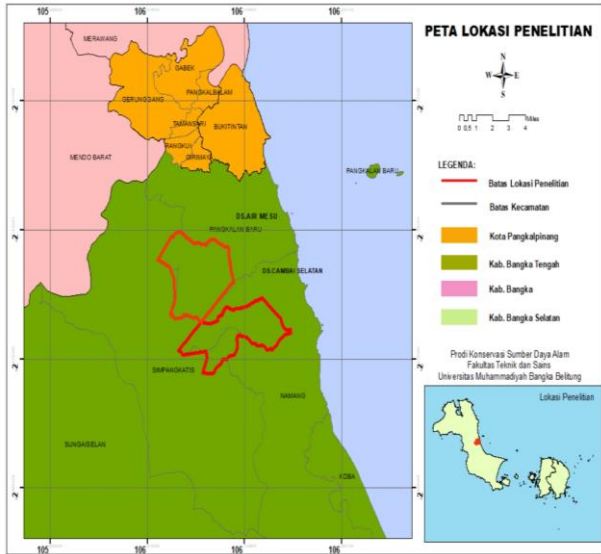 105
106
106
106
PETA LOKASI PENELITIAN
N
W E
S
Miles
0 0,5 1 2 3 4
MERAWANG
GABEK
PANGKALBALAM
GERUNGGANG
TAMANSARI
BUKITINTAN
RANGKUI
GIRIMAYA
MENDO BARAT
PANGKALAN BARU
DS.AIR MESU
PANGKALAN BARU
DS.CAMBAI SELATAN
SIMPANGKATIS
NAMANG
SUNGAISELAN
KOBA
LEGENDA:
Batas Lokasi Penelitian
Batas Kecamatan
Kota Pangkalpinang
Kab. Bangka Tengah
Kab. Bangka
Kab. Bangka Selatan
Prodi Konservasi Sumber Daya Alam
Fakultas Teknik dan Sains
Universitas Muhammadiyah Bangka Belitung
Lokasi Penelitian
105
106
106
106